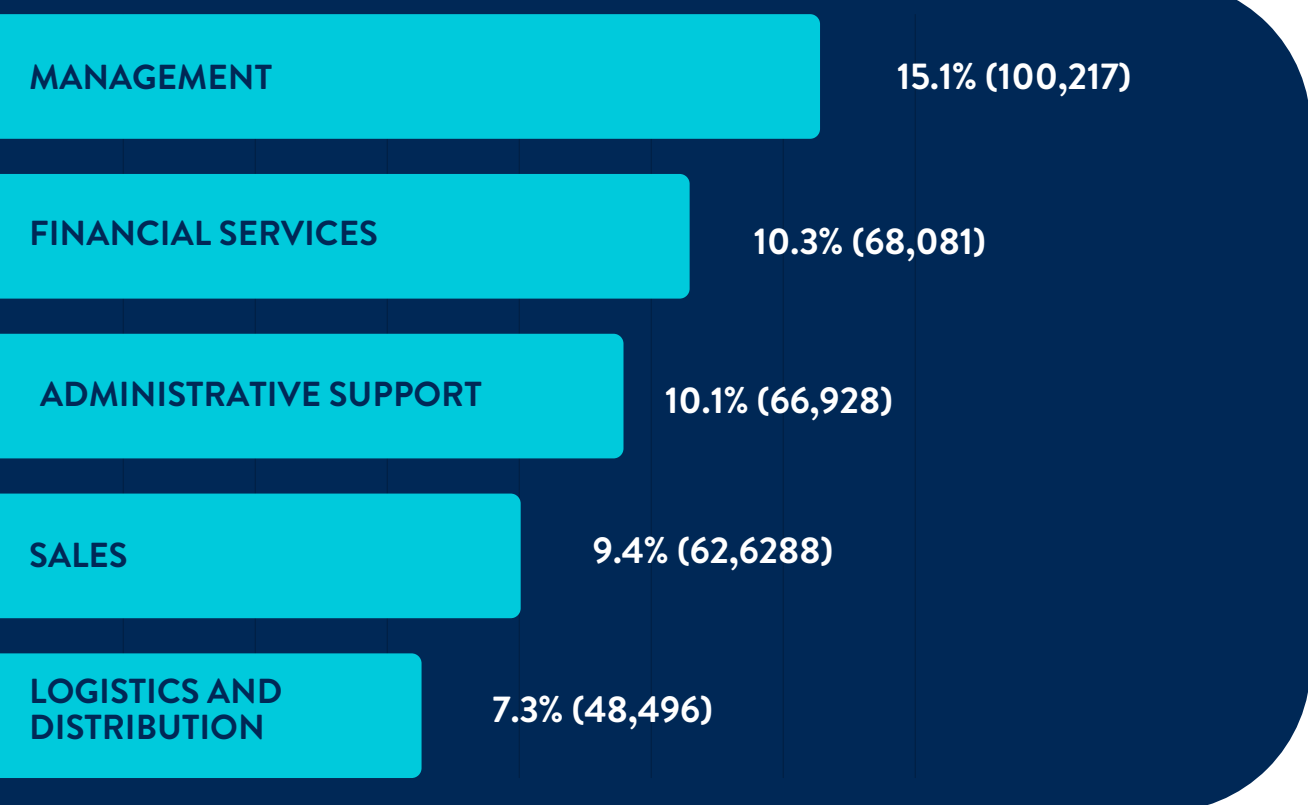 MANAGEMENT
15.1% (100,217)
FINANCIAL SERVICES
10.3% (68,081)
ADMINISTRATIVE SUPPORT
10.1% (66,928)
SALES
9.4% (62,6288)
LOGISTICS AND
DISTRIBUTION
7.3% (48,496)